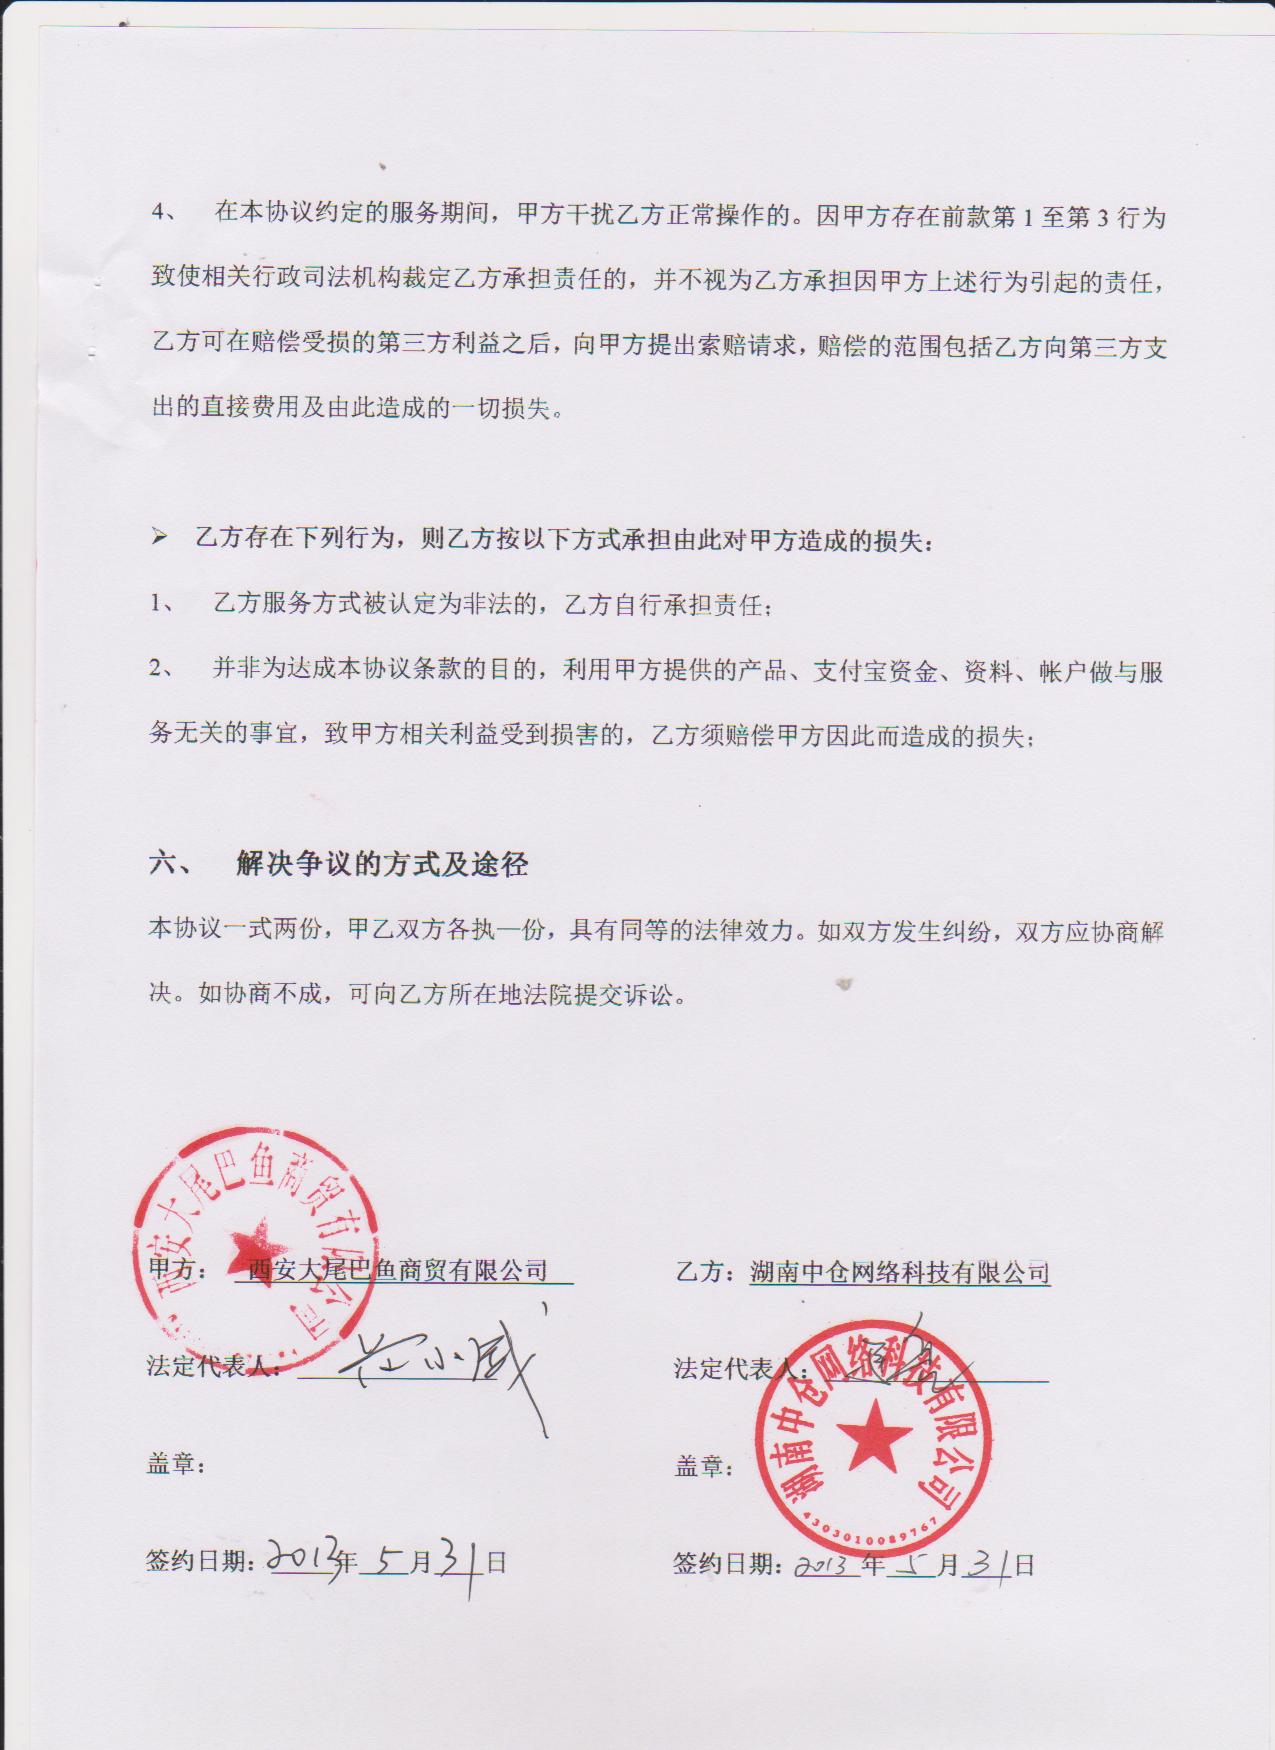 4、 在本协议约定的服务期间，甲方干扰乙方正常操作的。因甲方存在前款第 1 至第 3 行为
致使相关行政司法机构裁定乙方承担责任的，并不视为乙方承担因甲方上述行为引起的责任，
乙方可在赔偿受损的第三方利益之后，向甲方提出索赔请求，赔偿的范围包括乙方向第三方支
出的直接费用及由此造成的一切损失。
➢ 乙方存在下列行为，则乙方按以下方式承担由此对甲方造成的损失：
1、 乙方服务方式被认定为非法的，乙方自行承担责任；
2、 并非为达成本协议条款的目的，利用甲方提供的产品、支付宝资金、资料、帐户做与服
务无关的事宜，致甲方相关利益受到损害的，乙方须赔偿甲方因此而造成的损失；
六、 解决争议的方式及途径
本协议一式两份，甲乙双方各执一份，具有同等的法律效力。如双方发生纠纷，双方应协商解
决。如协商不成，可向乙方所在地法院提交诉讼。
西安大尾巴鱼商贸有限公司
甲方： 西安大尾巴鱼商贸有限公司 乙方：湖南中仓网络科技有限公司
法定代表人： 法定代表人：
湖南中仓网络科技有限公司
盖章： 盖章：
4303010089767
签约日期：2013年 5 月 31 日 签约日期：2013 年 5 月 31 日